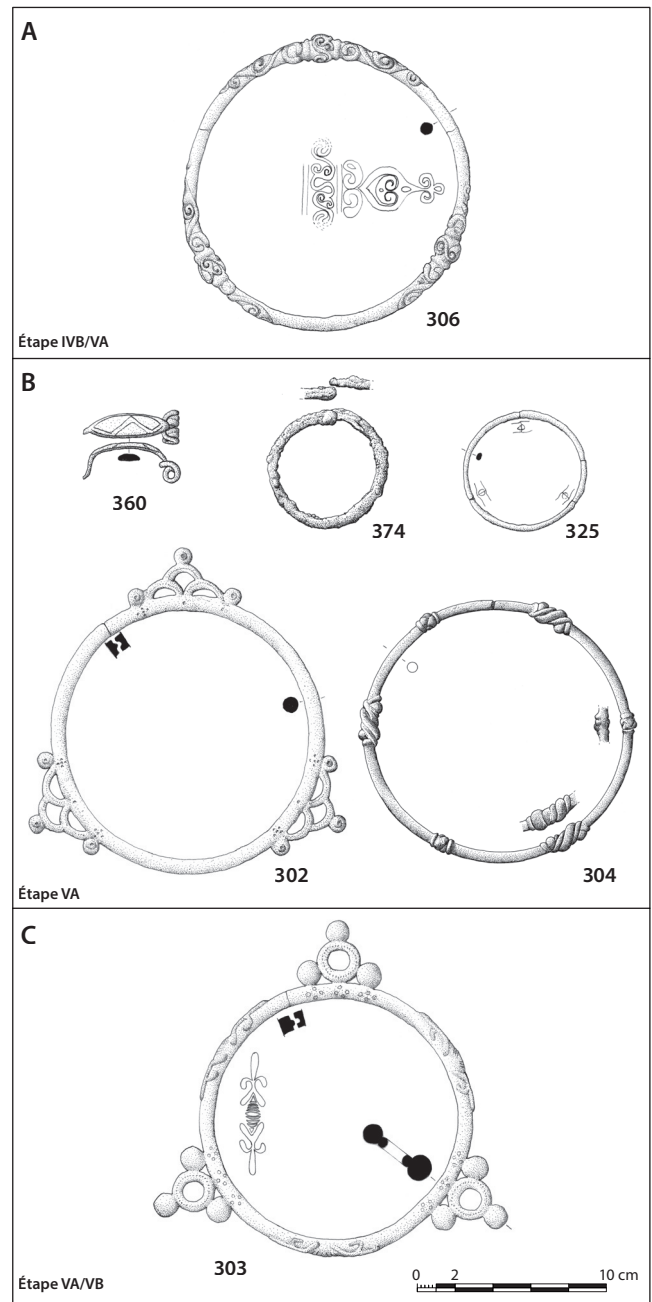 A
306
Étape IVB/VA
B
360
374
325
302
304
Étape VA
C
303
Étape VA/VB
0 2 10 cm